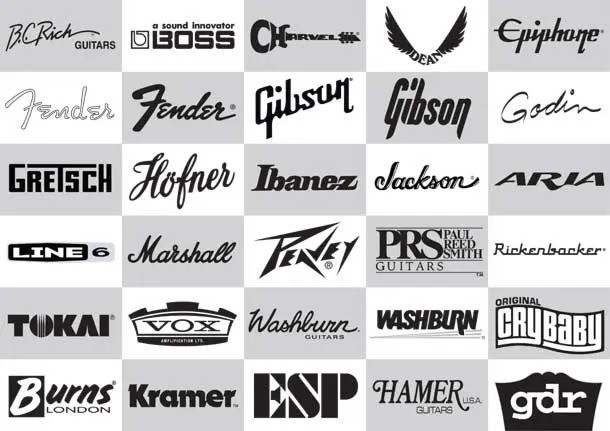 B.C.Rich
GUITARS
a sound innovator
BOSS
CHARVEL
DEAN
Epiphone®
Fender
Fender®
Gibson
Gibson
Godin
GRETSCH
Höfner
Ibanez
Jackson
ARIA
LINE 6
Marshall
PEAVEY®
PRS PAUL
REED
SMITH
GUITARS
TM
Rickenbacker®
TOKAI®
VOX
AMPLIFICATION LTD.
Washburn®
GUITARS
WASHBURN®
ORIGINAL
CRYBABY
Burns®
LONDON
Kramer™
ESP
HAMER U.S.A.
GUITARS
gdr